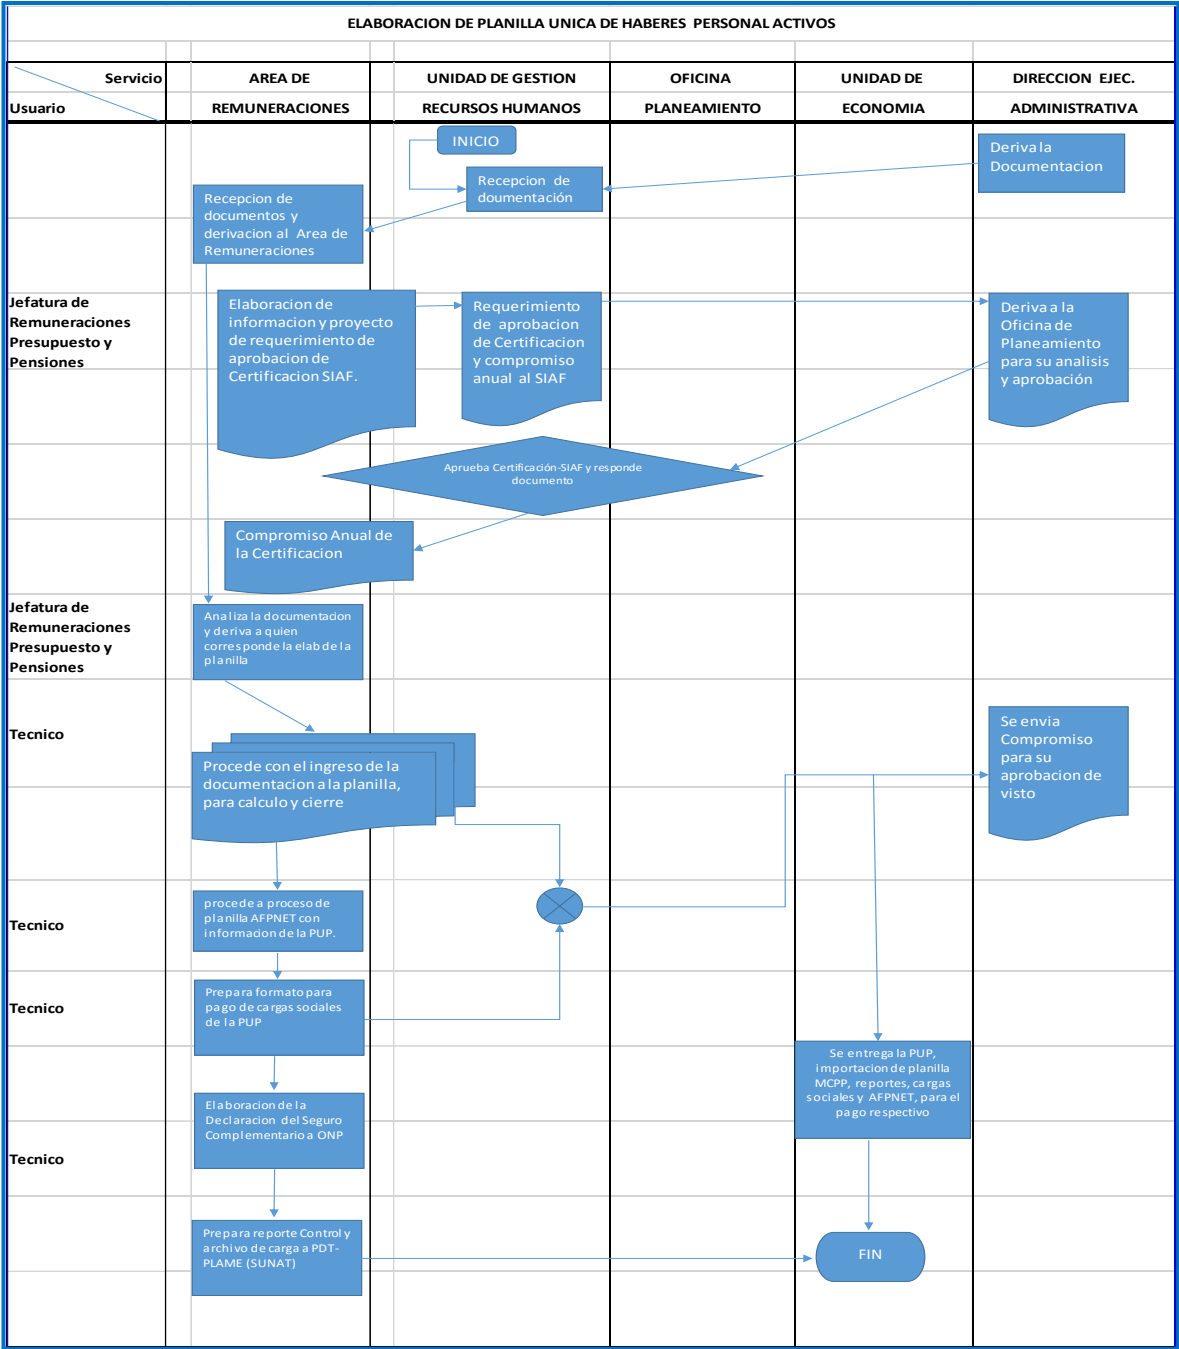 ELABORACION DE PLANILLA UNICA DE HABERES PERSONAL ACTIVOS
Servicio
Usuario
AREA DE
REMUNERACIONES
UNIDAD DE GESTION
RECURSOS HUMANOS
OFICINA
PLANEAMIENTO
UNIDAD DE
ECONOMIA
DIRECCION EJEC.
ADMINISTRATIVA
INICIO
Deriva la
Documentacion
Recepcion de
doumentación
Recepcion de
documentos y
derivacion al Area de
Remuneraciones
Jefatura de
Remuneraciones
Presupuesto y
Pensiones
Elaboracion de
informacion y proyecto
de requerimiento de
aprobacion de
Certificacion SIAF.
Requerimiento
de aprobacion
de Certificacion
y compromiso
anual al SIAF
Deriva a la
Oficina de
Planeamiento
para su analisis
y aprobación
Aprueba Certificación-SIAF y responde
documento
Compromiso Anual de
la Certificacion
Jefatura de
Remuneraciones
Presupuesto y
Pensiones
Analiza la documentacion
y deriva a quien
corresponde la elab de la
planilla
Tecnico
Procede con el ingreso de la
documentacion a la planilla,
para calculo y cierre
Se envia
Compromiso
para su
aprobacion de
visto
Tecnico
procede a proceso de
planilla AFPNET con
informacion de la PUP.
Tecnico
Prepara formato para
pago de cargas sociales
de la PUP
Se entrega la PUP,
importacion de planilla
MCPP, reportes, cargas
sociales y AFPNET, para el
pago respectivo
Elaboracion de la
Declaracion del Seguro
Complementario a ONP
Tecnico
Prepara reporte Control y
archivo de carga a PDT-
PLAME (SUNAT)
FIN